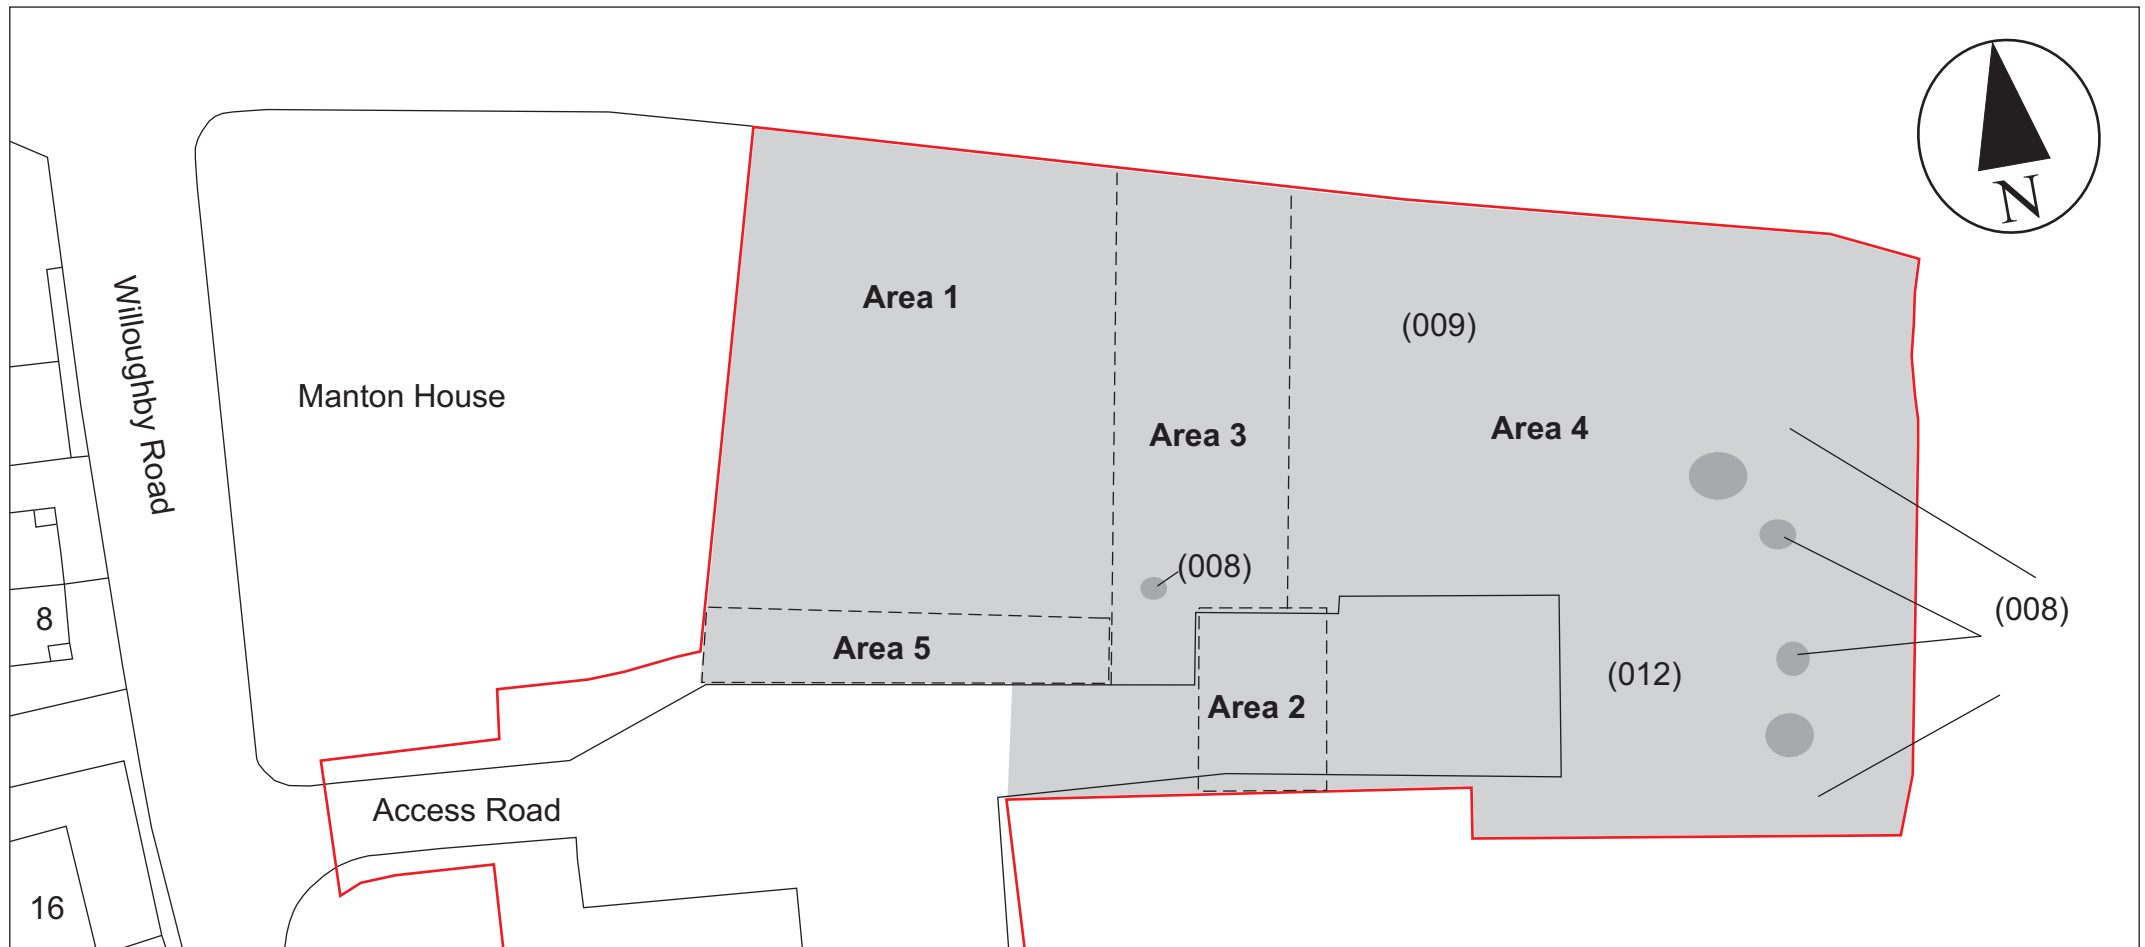 N
Area 1
Willoughby Road
(009)
Manton House
Area 3
Area 4
(008)
(008)
8
Area 5
(012)
Area 2
Access Road
16